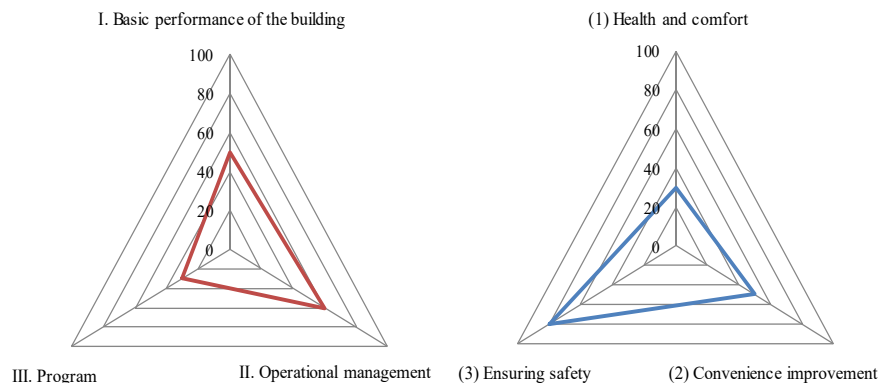 I. Basic performance of the building
100
80
60
40
20
0
III. Program
II. Operational management
(1) Health and comfort
100
80
60
40
20
0
(3) Ensuring safety
(2) Convenience improvement